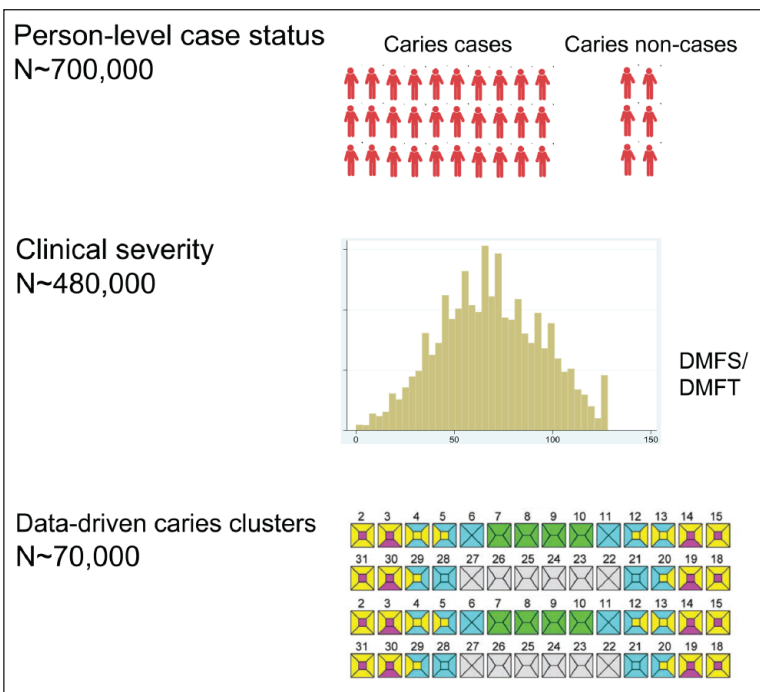 Person-level case status
N~700,000
Caries cases
Caries non-cases
Clinical severity
N~480,000
DMFS/
DMFT
0 50 100 150
Data-driven caries clusters
N~70,000
2 3 4 5 6 7 8 9 10 11 12 13 14 15
31 30 29 28 27 26 25 24 23 22 21 20 19 18
2 3 4 5 6 7 8 9 10 11 12 13 14 15
31 30 29 28 27 26 25 24 23 22 21 20 19 18